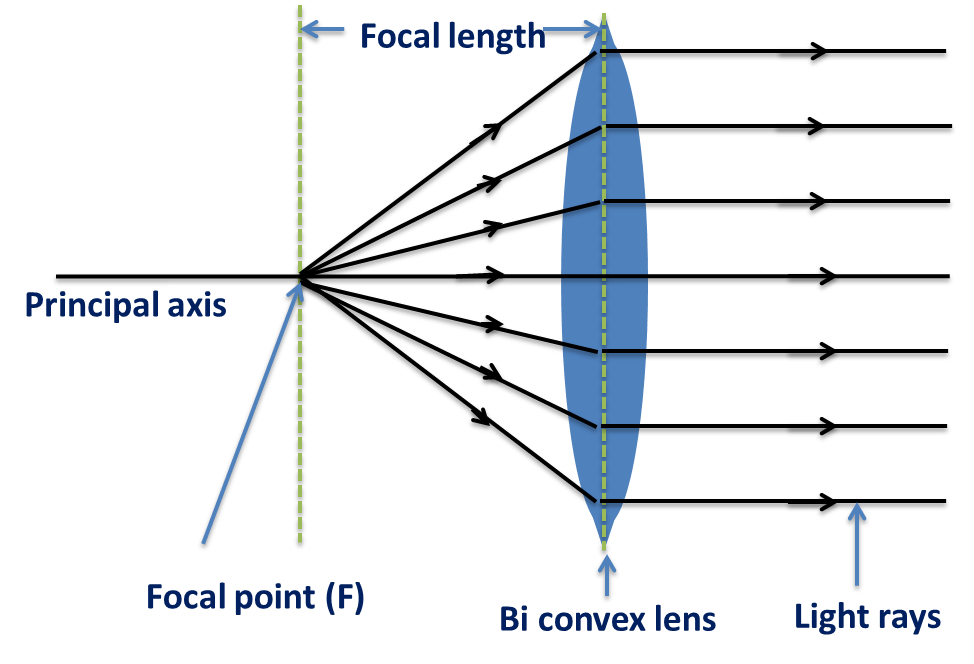 Focal length
Principal axis
Focal point (F)
Bi convex lens
Light rays